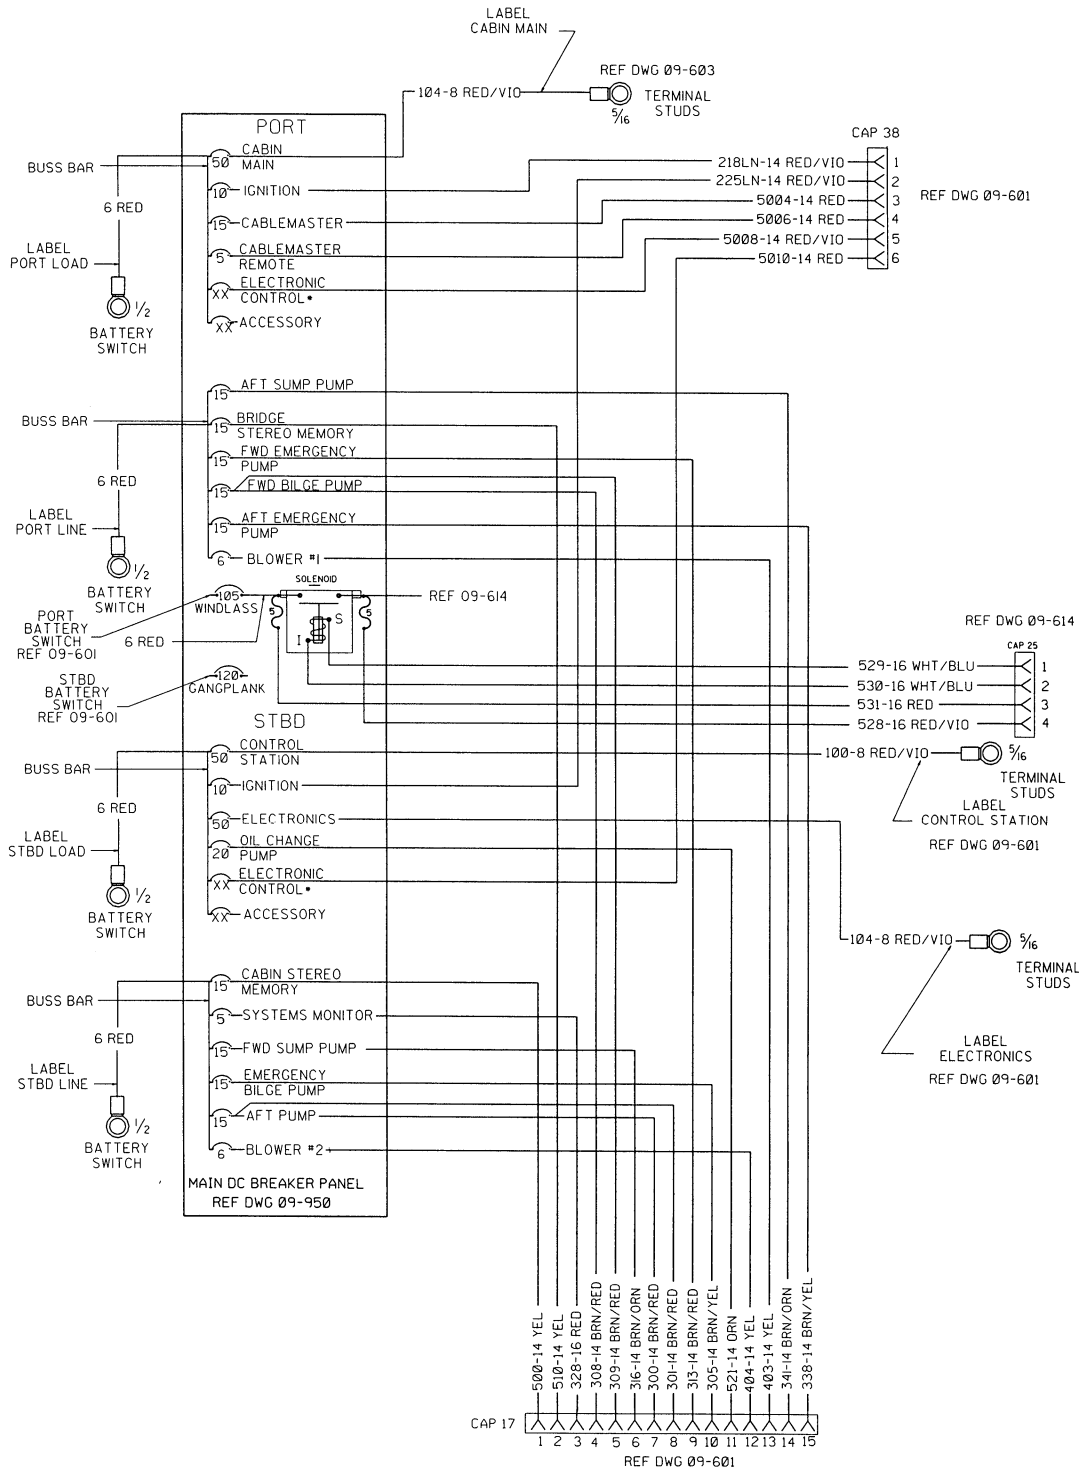 LABEL
CABIN MAIN
REF DWG 09-603
104-8 RED/VIO
5/16
TERMINAL
STUDS
PORT
CAP 38
BUSS BAR
50
CABIN
MAIN
218LN-14 RED/VIO
1
10
IGNITION
225LN-14 RED/VIO
2
REF DWG 09-601
6 RED
15
CABLEMASTER
5004-14 RED
3
5006-14 RED
4
LABEL
PORT LOAD
5
CABLEMASTER
REMOTE
5008-14 RED/VIO
5
5010-14 RED
6
XX
ELECTRONIC
CONTROL*
1/2
XX
ACCESSORY
BATTERY
SWITCH
15
AFT SUMP PUMP
BUSS BAR
15
BRIDGE
STEREO MEMORY
15
FWD EMERGENCY
PUMP
6 RED
15
FWD BILGE PUMP
LABEL
PORT LINE
15
AFT EMERGENCY
PUMP
6
BLOWER #1
1/2
BATTERY
SWITCH
SOLENOID
105
WINDLASS
5
5
REF 09-614
S
I
PORT
BATTERY
SWITCH
REF 09-601
6 RED
REF DWG 09-614
CAP 25
529-16 WHT/BLU
1
530-16 WHT/BLU
2
531-16 RED
3
528-16 RED/VIO
4
STBD
BATTERY
SWITCH
REF 09-601
120
GANGPLANK
STBD
50
CONTROL
STATION
100-8 RED/VIO
5/16
TERMINAL
STUDS
BUSS BAR
10
IGNITION
LABEL
CONTROL STATION
REF DWG 09-601
6 RED
50
ELECTRONICS
LABEL
STBD LOAD
20
OIL CHANGE
PUMP
XX
ELECTRONIC
CONTROL*
1/2
XX
ACCESSORY
BATTERY
SWITCH
104-8 RED/VIO
5/16
TERMINAL
STUDS
15
CABIN STEREO
MEMORY
BUSS BAR
5
SYSTEMS MONITOR
6 RED
15
FWD SUMP PUMP
LABEL
ELECTRONICS
REF DWG 09-601
LABEL
STBD LINE
15
EMERGENCY
BILGE PUMP
15
AFT PUMP
1/2
6
BLOWER #2
BATTERY
SWITCH
MAIN DC BREAKER PANEL
REF DWG 09-950
500-14 YEL
510-14 YEL
328-16 RED
308-14 BRN/RED
309-14 BRN/RED
316-14 BRN/ORN
300-14 BRN/RED
301-14 BRN/RED
313-14 BRN/RED
305-14 BRN/YEL
521-14 ORN
404-14 YEL
403-14 YEL
341-14 BRN/ORN
338-14 BRN/YEL
CAP 17
1 2 3 4 5 6 7 8 9 10 11 12 13 14 15
REF DWG 09-601